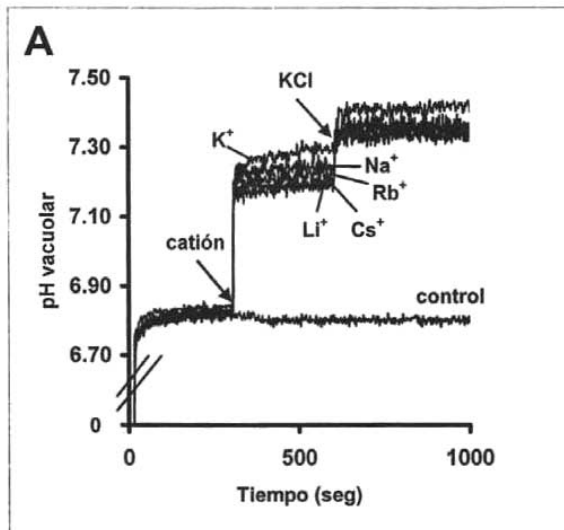 A
7.50
7.30
7.10
6.90
6.70
0
pH vacuolar
K⁺
KCl
Na⁺
Rb⁺
Li⁺
Cs⁺
catión
control
0
500
1000
Tiempo (seg)